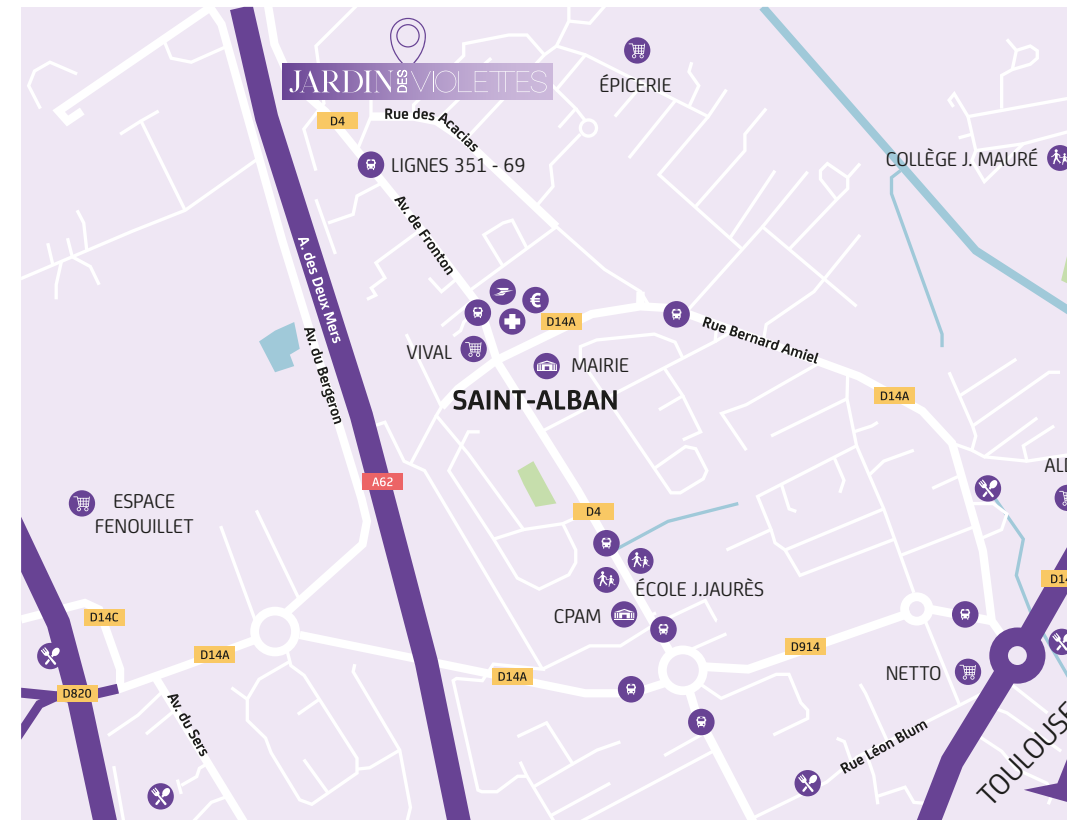 JARDIN DES VIOLETTES
ÉPICERIE
D4
Rue des Acacias
LIGNES 351 - 69
COLLÈGE J. MAURÉ
Av. de Fronton
A. des Deux Mers
€
D14A
Rue Bernard Amiel
Av. du Bergeron
VIVAL
MAIRIE
SAINT-ALBAN
D14A
A62
ESPACE
FENOUILLET
D4
ÉCOLE J.JAURÈS
CPAM
D14C
D14A
D914
D14A
NETTO
D820
Av. du Sers
Rue Léon Blum
TOULOUSE